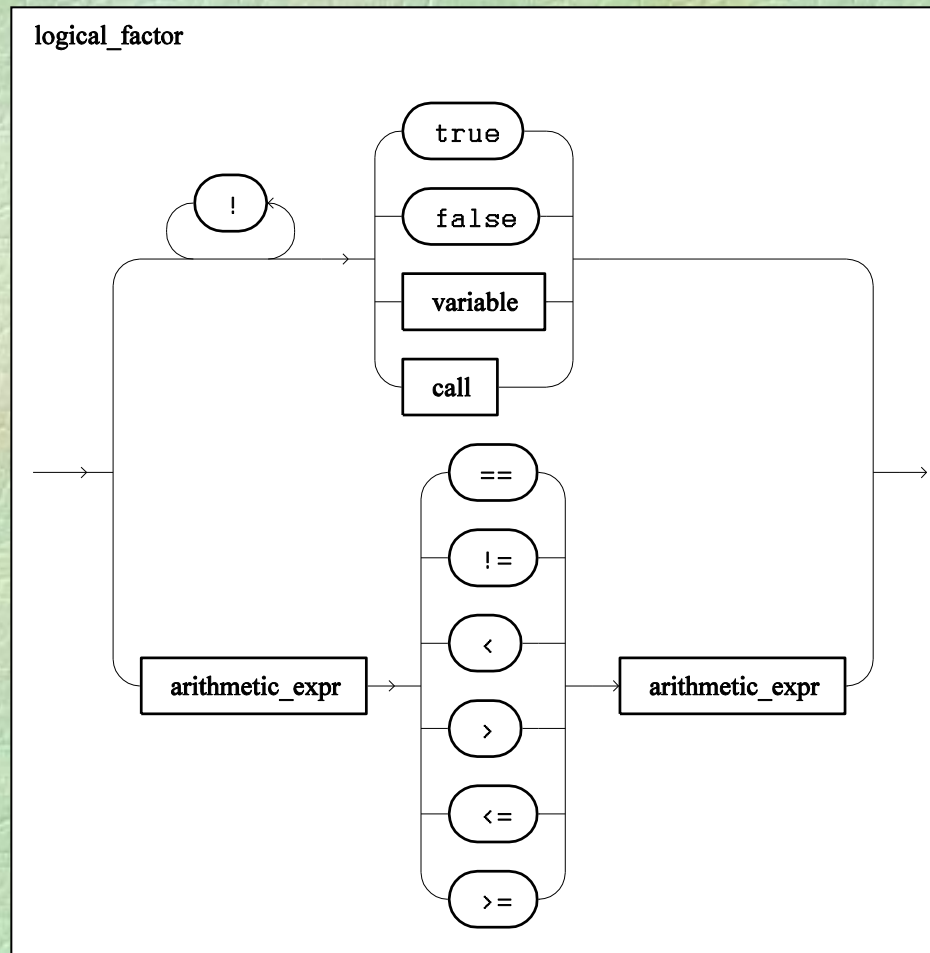 logical_factor
true
!
false
variable
call
==
!=
<
arithmetic_expr
arithmetic_expr
>
<=
>=